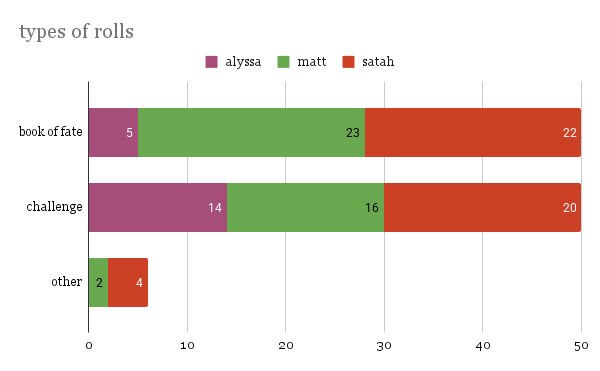 types of rolls
alyssa matt satah
book of fate 5 23 22
challenge 14 16 20
other 2 4
0 10 20 30 40 50